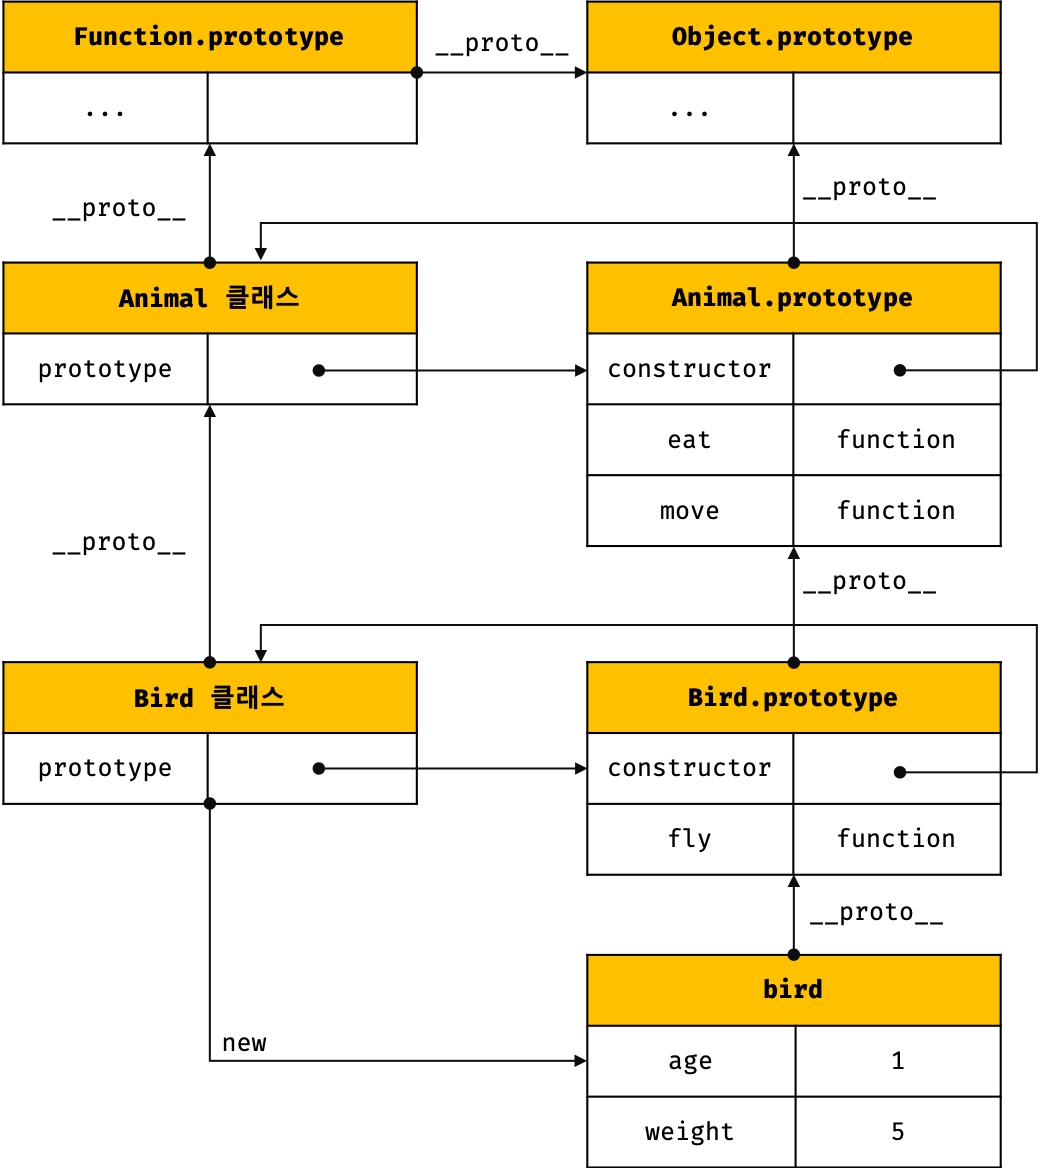 Function.prototype
__proto__
Object.prototype
...
...
__proto__
__proto__
Animal 클래스
Animal.prototype
prototype
constructor
eat
function
move
function
__proto__
__proto__
Bird 클래스
Bird.prototype
prototype
constructor
fly
function
__proto__
bird
new
age
1
weight
5